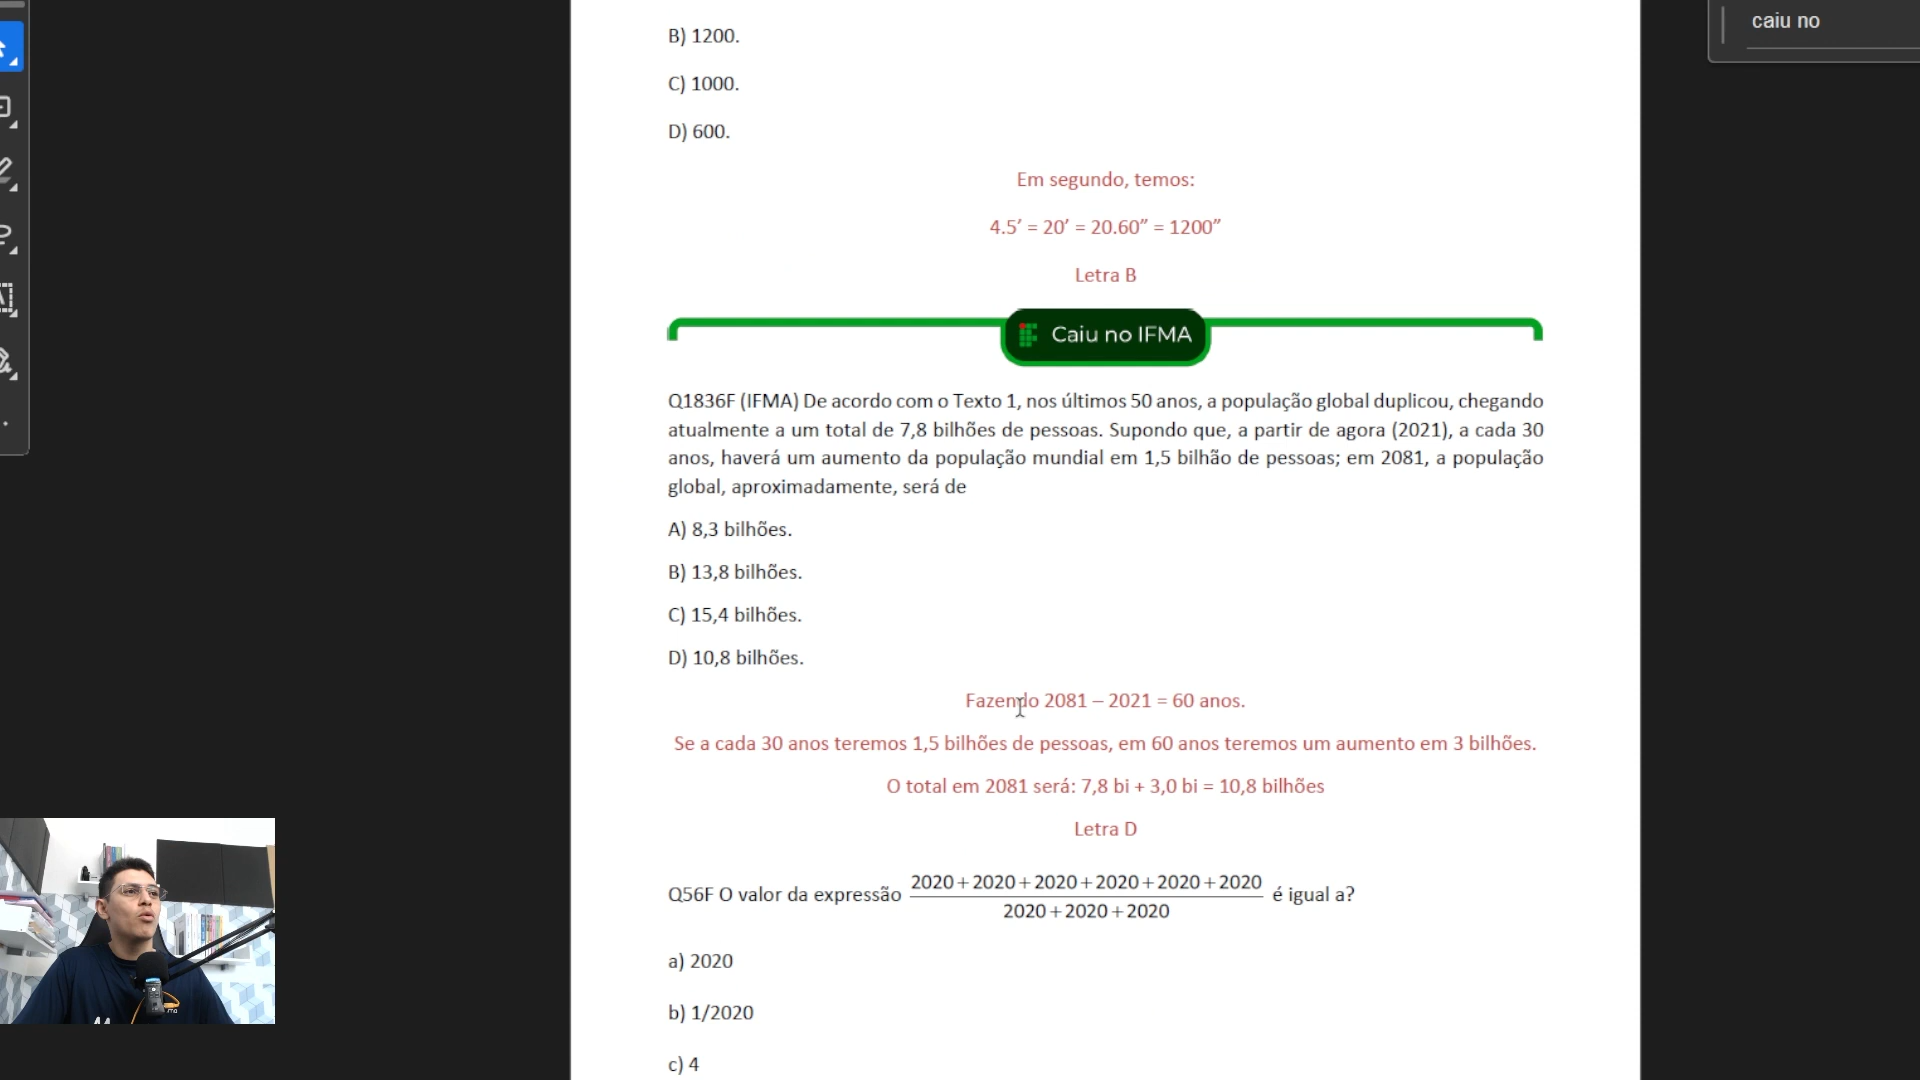 caiu no
B) 1200.
C) 1000.
D) 600.
Em segundo, temos:
4.5′ = 20′ = 20.60″ = 1200″
Letra B
Caiu no IFMA
Q1836F (IFMA) De acordo com o Texto 1, nos últimos 50 anos, a população global duplicou, chegando
atualmente a um total de 7,8 bilhões de pessoas. Supondo que, a partir de agora (2021), a cada 30
anos, haverá um aumento da população mundial em 1,5 bilhão de pessoas; em 2081, a população
global, aproximadamente, será de
A) 8,3 bilhões.
B) 13,8 bilhões.
C) 15,4 bilhões.
D) 10,8 bilhões.
Fazendo 2081 – 2021 = 60 anos.
Se a cada 30 anos teremos 1,5 bilhões de pessoas, em 60 anos teremos um aumento em 3 bilhões.
O total em 2081 será: 7,8 bi + 3,0 bi = 10,8 bilhões
Letra D
2020 + 2020 + 2020 + 2020 + 2020 + 2020
Q56F O valor da expressão é igual a?
2020 + 2020 + 2020
a) 2020
b) 1/2020
c) 4